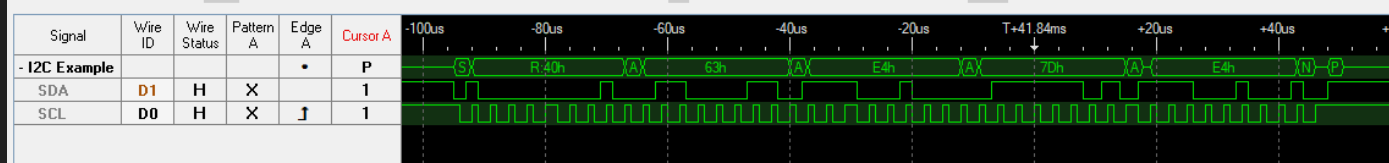 Signal Wire ID Wire Status Pattern A Edge A Cursor A -100us -80us -60us -40us -20us T+41.84ms +20us +40us +
- I2C Example P S R:40h A 63h A E4h A 7Dh A E4h N P
SDA D1 H X 1
SCL D0 H X 1